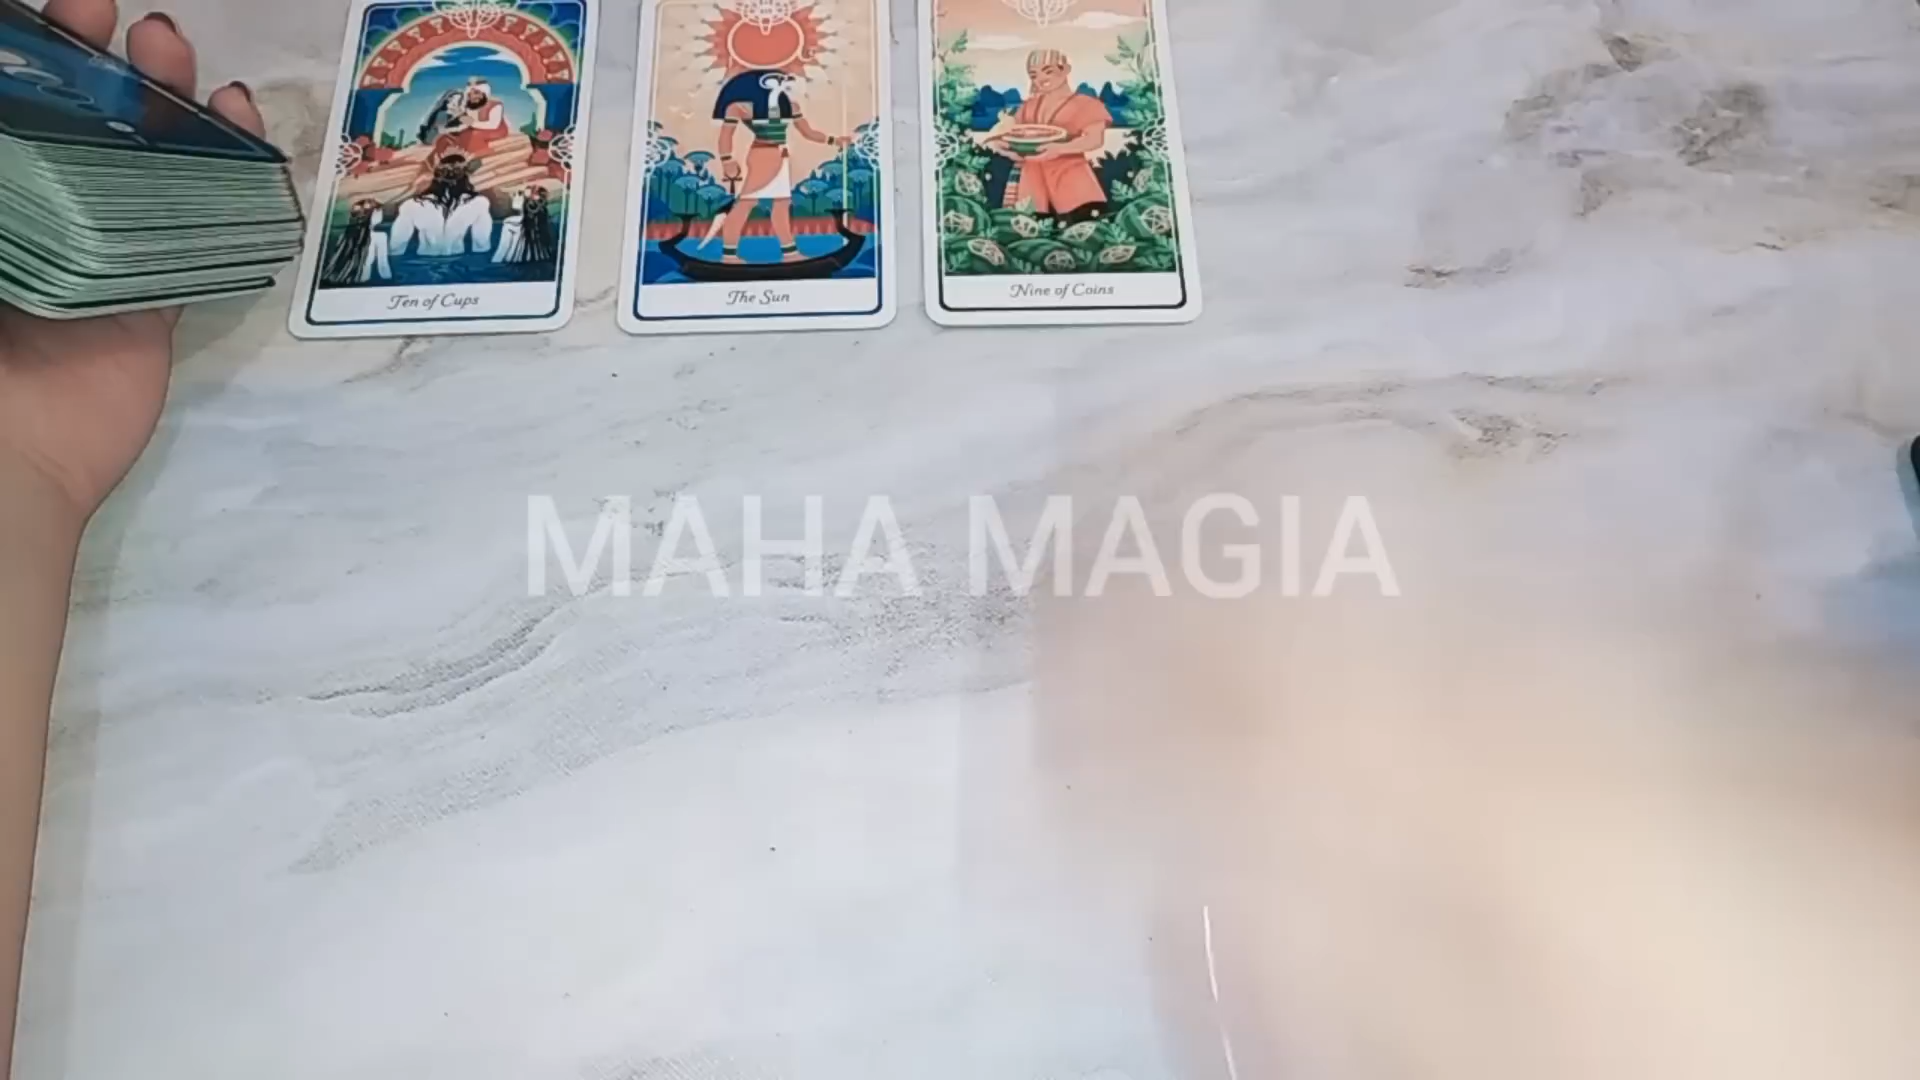 Ten of Cups
The Sun
Nine of Coins
MAHA MAGIA